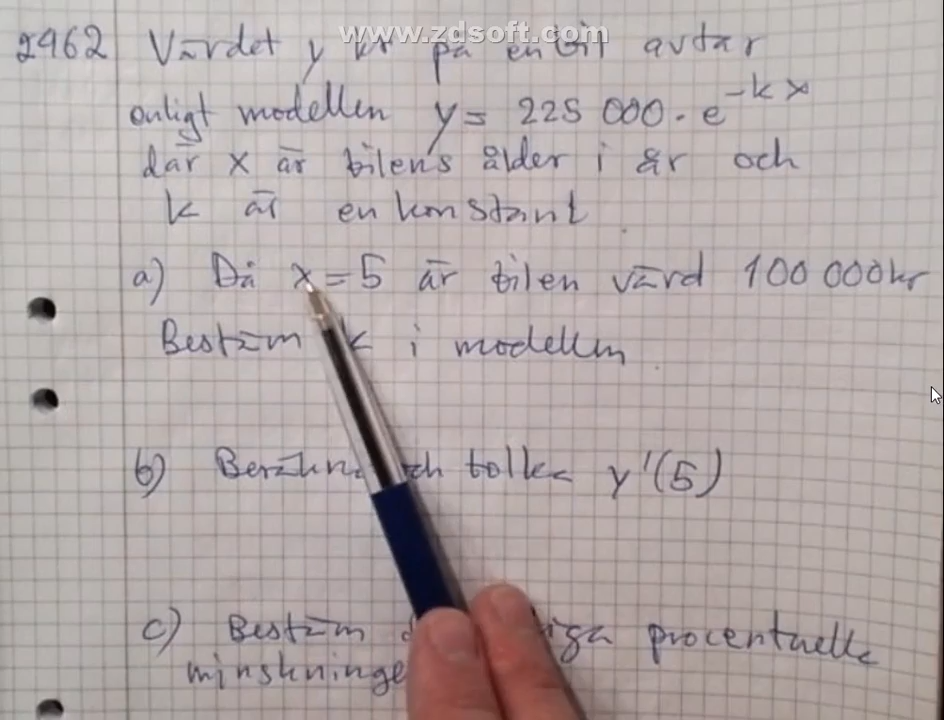 www.zdsoft.com
2462 Värdet y kr på en bil avtar
enligt modellen y = 225 000 · e^-kx
där x är bilens ålder i år och
k är en konstant
a) Då x = 5 är bilen värd 100 000 kr
Bestäm k i modellen
b) Beräkna och tolka y'(5)
c) Bestäm procentuella